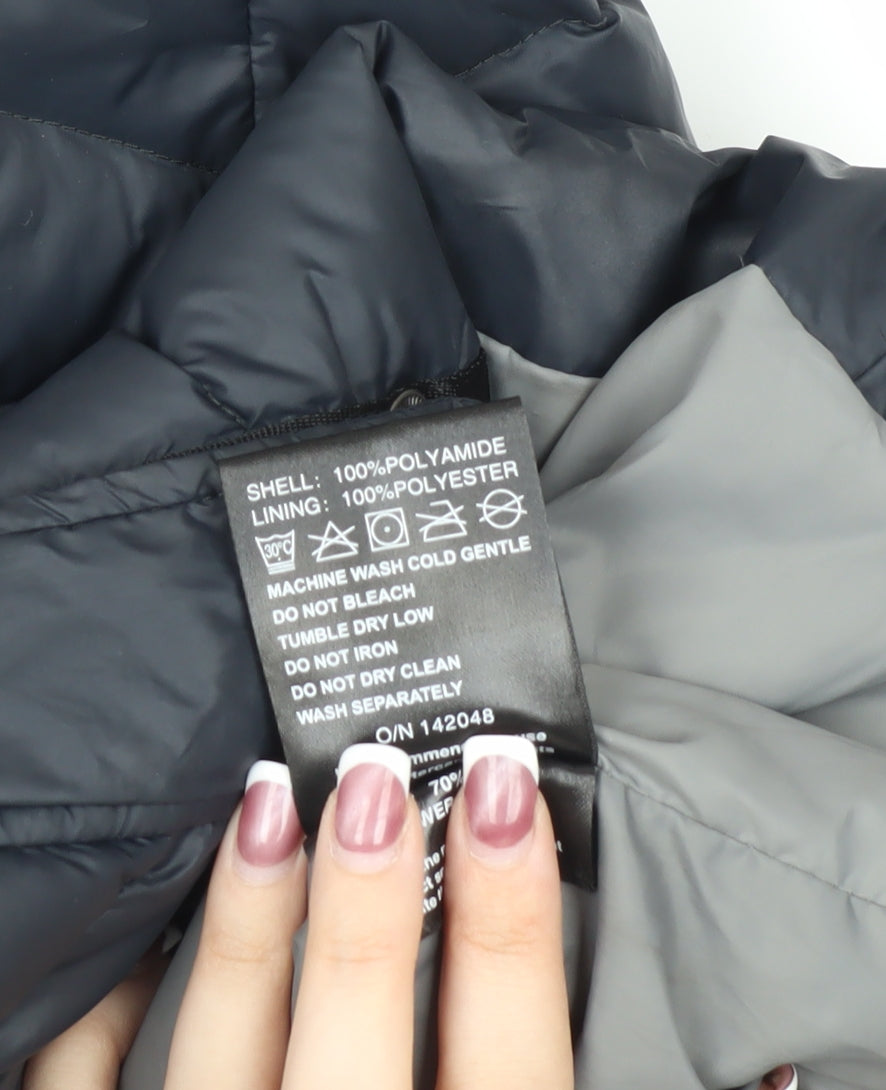 SHELL: 100%POLYAMIDE
LINING: 100%POLYESTER
30°C
MACHINE WASH COLD GENTLE
DO NOT BLEACH
TUMBLE DRY LOW
DO NOT IRON
DO NOT DRY CLEAN
WASH SEPARATELY
O/N 142048
70%